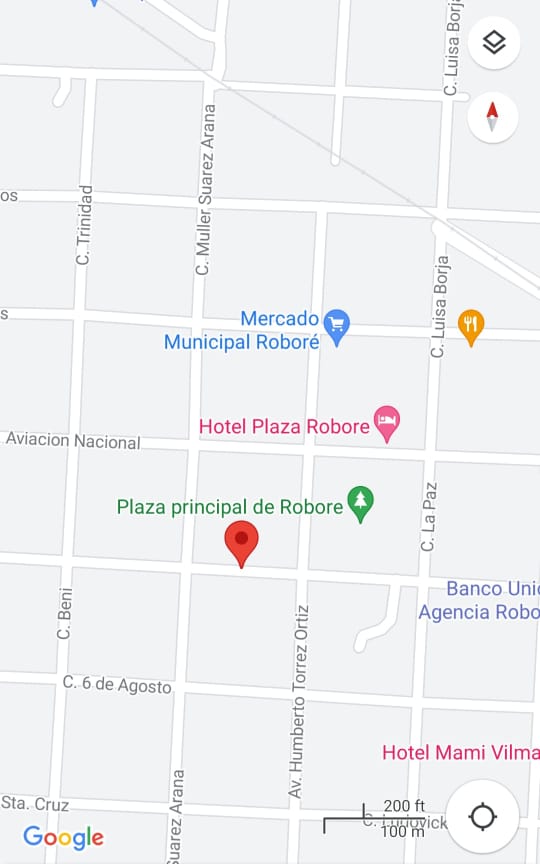 C. Luisa Borja
C. Muller Suarez Arana
C. Trinidad
os
C. Luisa Borja
s
Mercado
Municipal Roboré
Hotel Plaza Robore
Aviacion Nacional
Plaza principal de Robore
C. La Paz
Banco Unio
Agencia Robo
C. Beni
Av. Humberto Torrez Ortiz
C. 6 de Agosto
Hotel Mami Vilma
Suarez Arana
Sta. Cruz
200 ft
100 m
C. Ludovick
Google